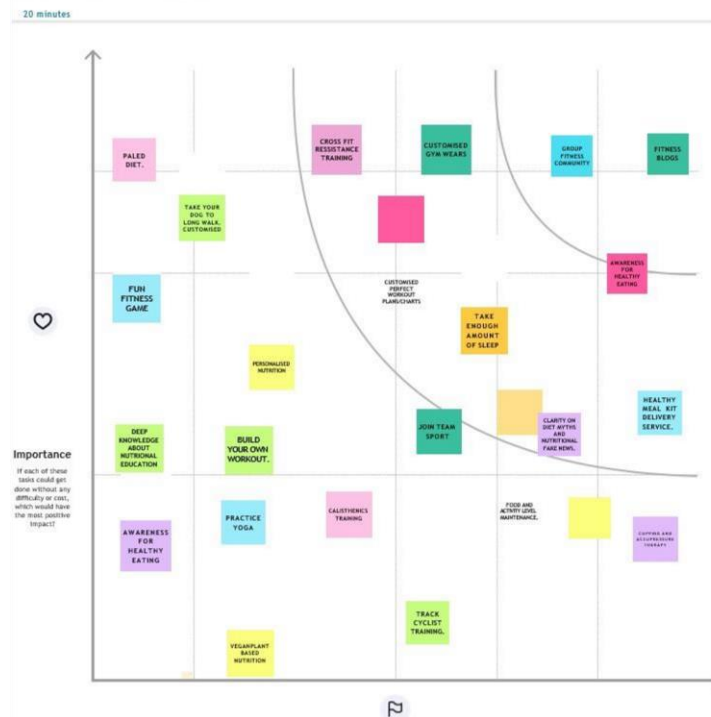 20 minutes
PALEO
DIET.
CROSS FIT
RESSISTANCE
TRAINING
CUSTOMISED
GYM WEARS
GROUP
FITNESS
COMMUNITY
FITNESS
BLOGS
TAKE YOUR
DOG TO
LONG WALK.
CUSTOMISED
AWARENESS
FOR
HEALTHY
EATING
FUN
FITNESS
GAME
CUSTOMISED
PERFECT
WORKOUT
PLANS/CHARTS
TAKE
ENOUGH
AMOUNT
OF SLEEP
PERSONALISED
NUTRITION
HEALTHY
MEAL KIT
DELIVERY
SERVICE.
JOIN TEAM
SPORT
CLARITY ON
DIET MYTHS
AND
NUTRITIONAL
FAKE NEWS.
DEEP
KNOWLEDGE
ABOUT
NUTRIONAL
EDUCATION
BUILD
YOUR OWN
WORKOUT.
Importance
If each of these
tasks could get
done without any
difficulty or cost,
which would have
the most positive
impact?
AWARENESS
FOR
HEALTHY
EATING
PRACTICE
YOGA
CALISTHENICS
TRAINING
FOOD AND
ACTIVITY LEVEL
MAINTENANCE.
CUPPING AND
ACCUPRESSURE
THERAPY
TRACK
CYCLIST
TRAINING.
VEGANPLANT
BASED
NUTRITION